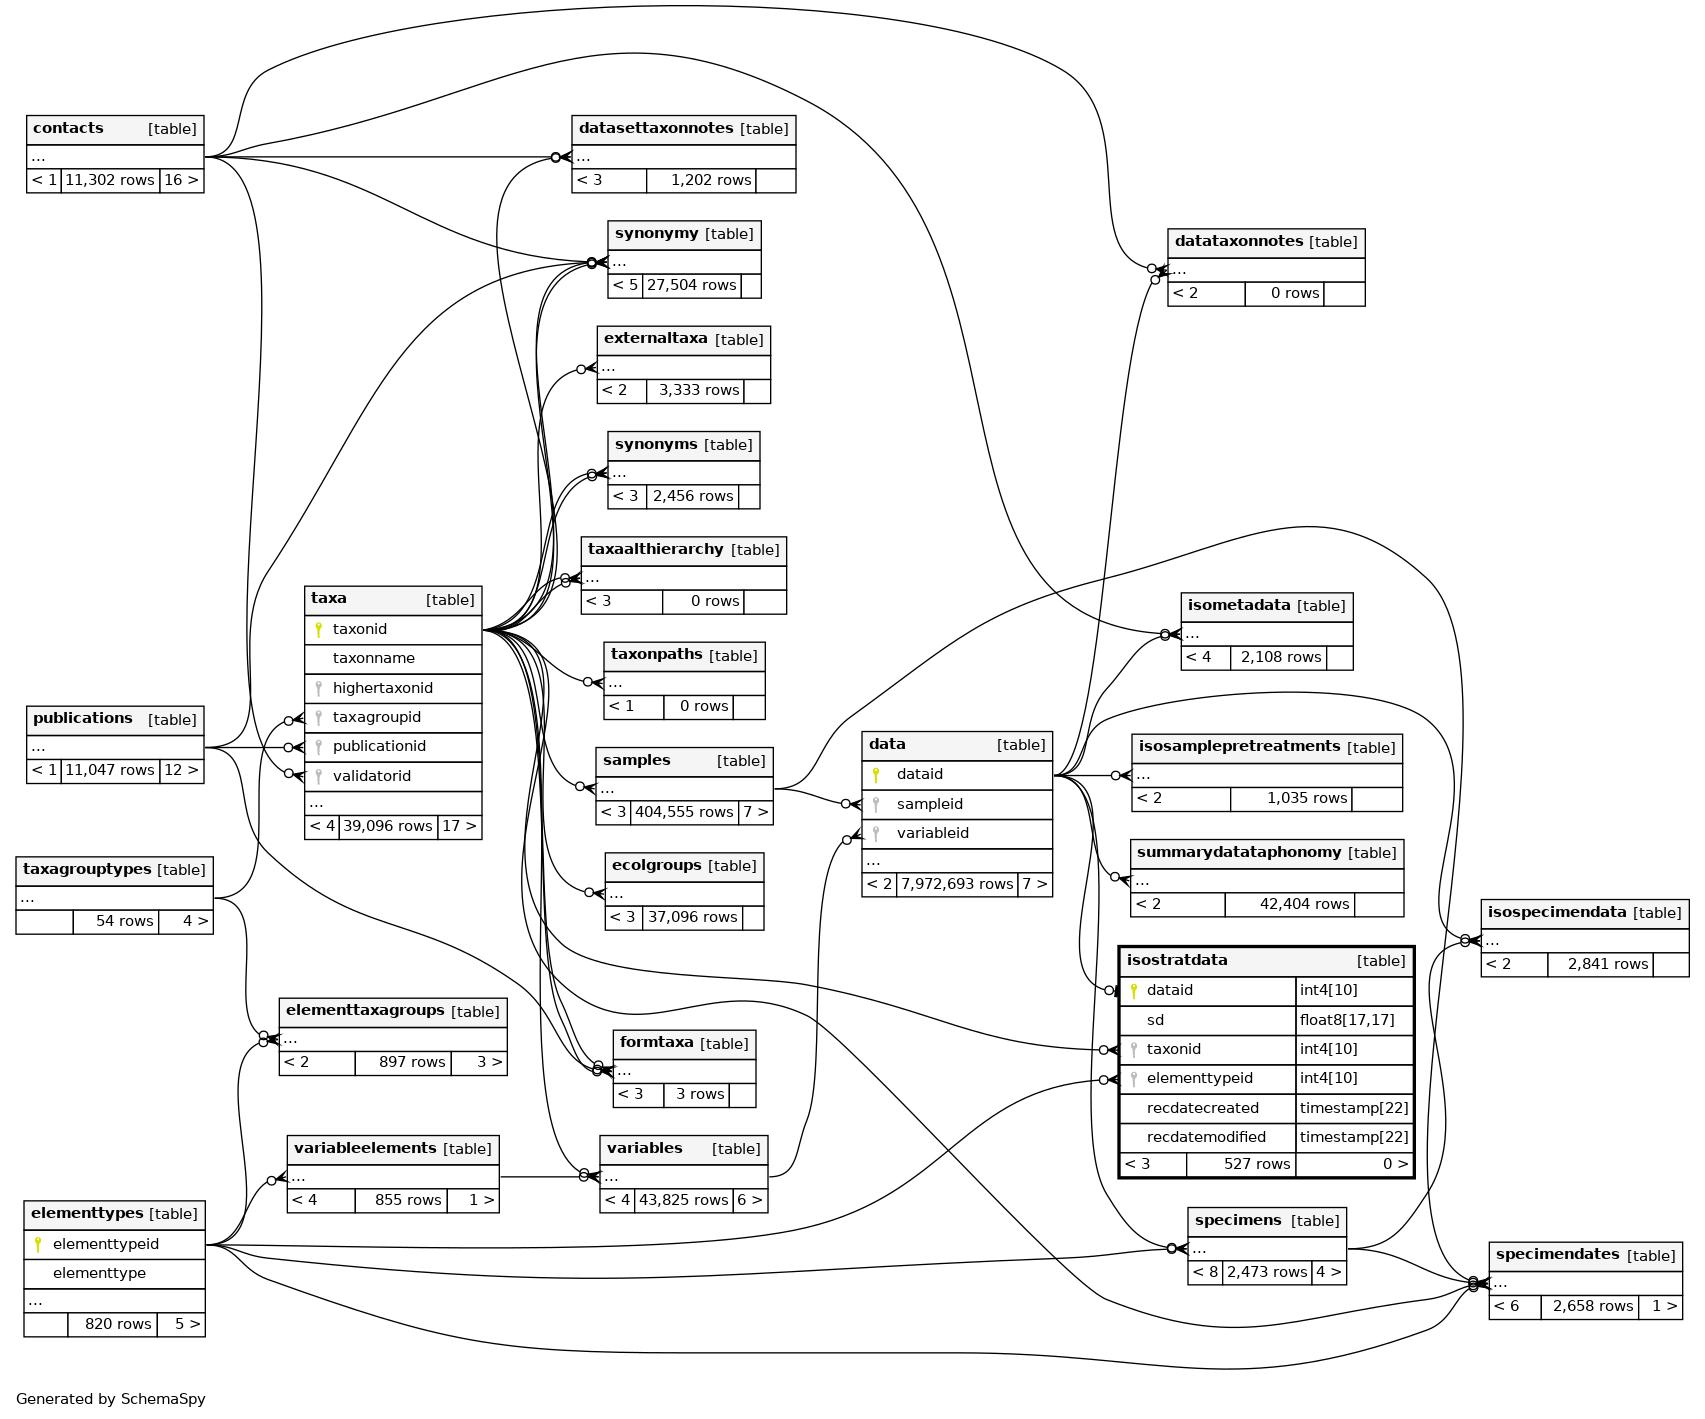 contacts [table]
...
< 1 11,302 rows 16 >
datasettaxonnotes [table]
...
< 3 1,202 rows
synonymy [table]
...
< 5 27,504 rows
datataxonnotes [table]
...
< 2 0 rows
externaltaxa [table]
...
< 2 3,333 rows
synonyms [table]
...
< 3 2,456 rows
taxaalthierarchy [table]
...
< 3 0 rows
taxa [table]
taxonid
taxonname
highertaxonid
taxagroupid
publicationid
validatorid
...
< 4 39,096 rows 17 >
isometadata [table]
...
< 4 2,108 rows
taxonpaths [table]
...
< 1 0 rows
publications [table]
...
< 1 11,047 rows 12 >
samples [table]
...
< 3 404,555 rows 7 >
data [table]
dataid
sampleid
variableid
...
< 2 7,972,693 rows 7 >
isosamplepretreatments [table]
...
< 2 1,035 rows
summarydatataphonomy [table]
...
< 2 42,404 rows
taxagrouptypes [table]
...
54 rows 4 >
ecolgroups [table]
...
< 3 37,096 rows
isospecimendata [table]
...
< 2 2,841 rows
isostratdata [table]
dataid int4[10]
sd float8[17,17]
taxonid int4[10]
elementtypeid int4[10]
recdatecreated timestamp[22]
recdatemodified timestamp[22]
< 3 527 rows 0 >
elementtaxagroups [table]
...
< 2 897 rows 3 >
formtaxa [table]
...
< 3 3 rows
variableelements [table]
...
< 4 855 rows 1 >
variables [table]
...
< 4 43,825 rows 6 >
elementtypes [table]
elementtypeid
elementtype
...
820 rows 5 >
specimens [table]
...
< 8 2,473 rows 4 >
specimendates [table]
...
< 6 2,658 rows 1 >
Generated by SchemaSpy